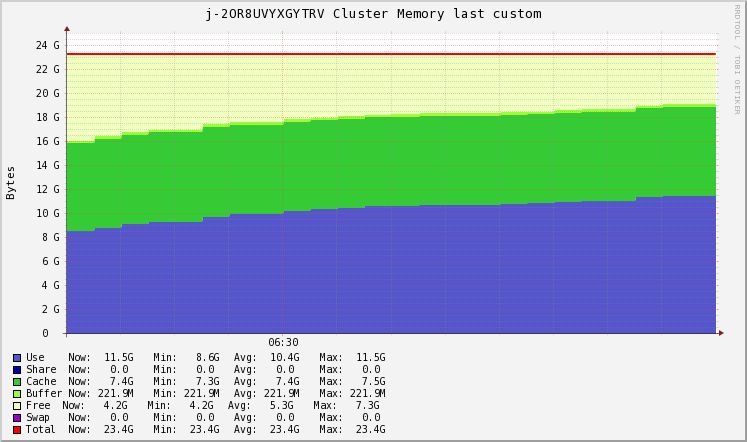 j-2OR8UVYXGYTRV Cluster Memory last custom
RRDTOOL / TOBI OETIKER
Bytes
24 G
22 G
20 G
18 G
16 G
14 G
12 G
10 G
8 G
6 G
4 G
2 G
0
06:30
Use Now: 11.5G Min: 8.6G Avg: 10.4G Max: 11.5G
Share Now: 0.0 Min: 0.0 Avg: 0.0 Max: 0.0
Cache Now: 7.4G Min: 7.3G Avg: 7.4G Max: 7.5G
Buffer Now: 221.9M Min: 221.9M Avg: 221.9M Max: 221.9M
Free Now: 4.2G Min: 4.2G Avg: 5.3G Max: 7.3G
Swap Now: 0.0 Min: 0.0 Avg: 0.0 Max: 0.0
Total Now: 23.4G Min: 23.4G Avg: 23.4G Max: 23.4G